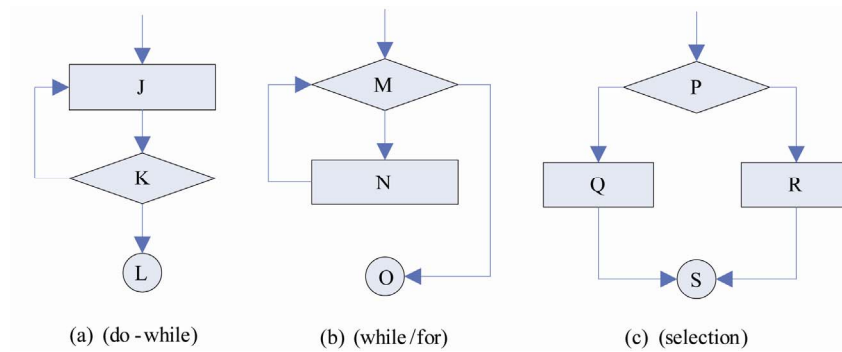 J
K
L
(a) (do - while)
M
N
O
(b) (while/for)
P
Q
R
S
(c) (selection)